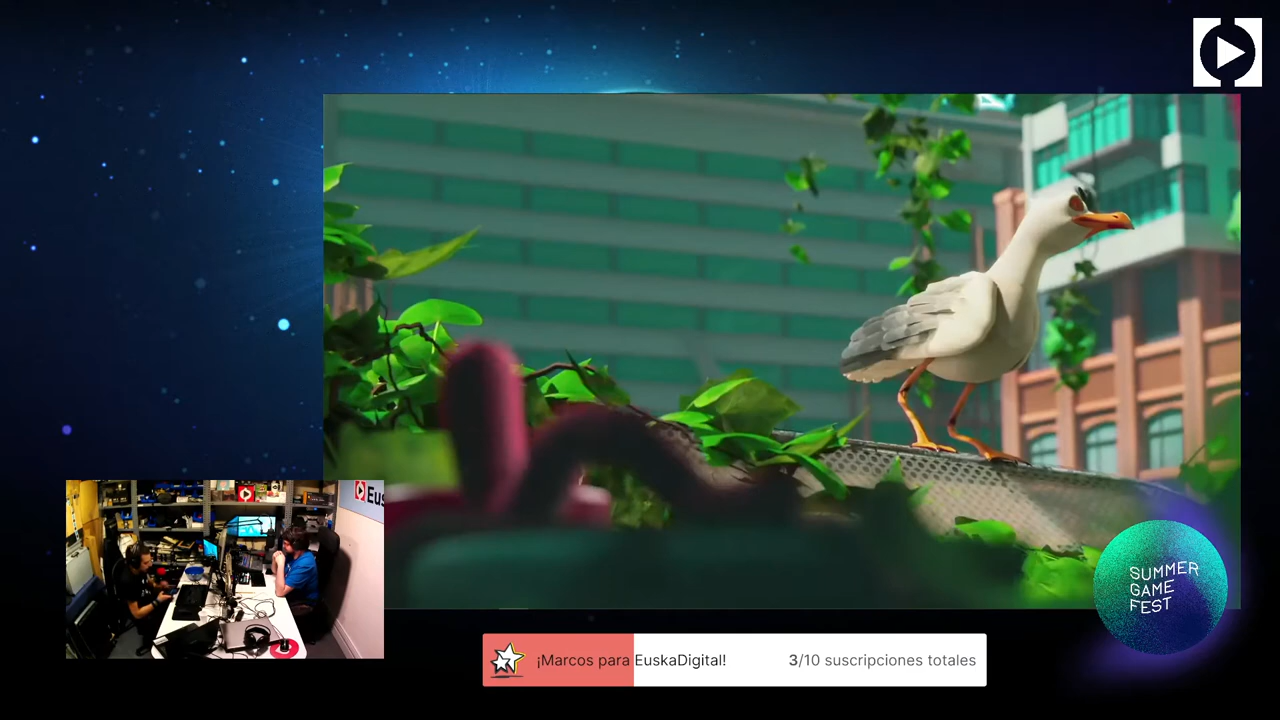 Eus
SUMMER
GAME
FEST
¡Marcos para EuskaDigital!
3/10 suscripciones totales